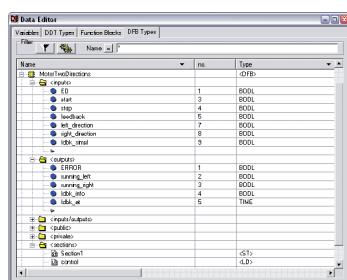 Data Editor
Variables DDT Types Function Blocks DFB Types
Filter
Name = *
Name no. Type
MotorTwoDirections <DFB>
<inputs>
ED 1 BOOL
start 3 BOOL
stop 4 BOOL
feedback 5 BOOL
left_direction 7 BOOL
right_direction 8 BOOL
fdbk_simul 9 BOOL
<outputs>
ERROR 1 BOOL
running_left 2 BOOL
running_right 3 BOOL
fdbk_info 4 BOOL
fdbk_et 5 TIME
<inputs/outputs>
<public>
<private>
<sections>
Section1 <ST>
control <LD>